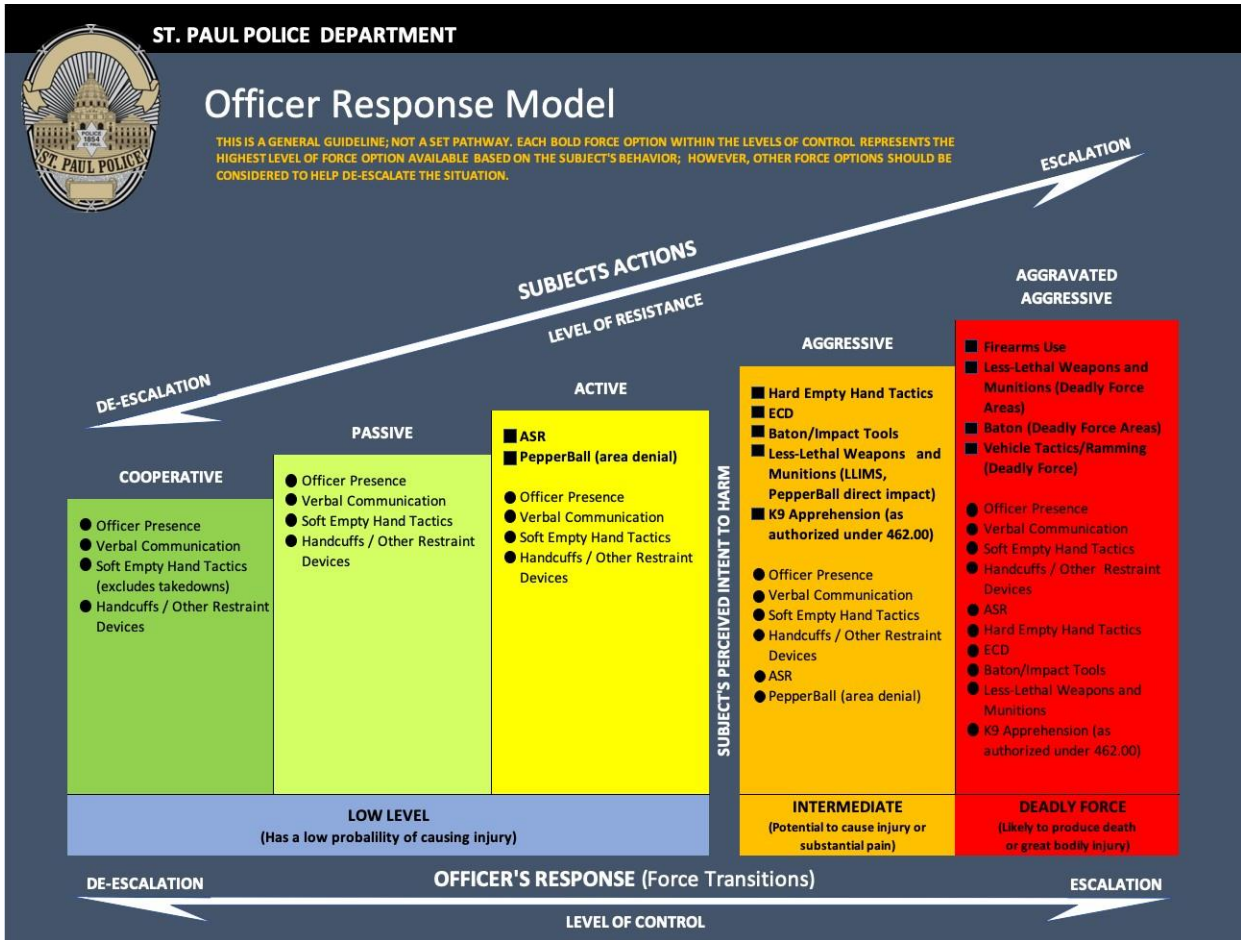 ST. PAUL POLICE DEPARTMENT
POLICE
1854
ST. PAUL
ST. PAUL POLICE
Officer Response Model
THIS IS A GENERAL GUIDELINE; NOT A SET PATHWAY. EACH BOLD FORCE OPTION WITHIN THE LEVELS OF CONTROL REPRESENTS THE
HIGHEST LEVEL OF FORCE OPTION AVAILABLE BASED ON THE SUBJECT'S BEHAVIOR; HOWEVER, OTHER FORCE OPTIONS SHOULD BE
CONSIDERED TO HELP DE-ESCALATE THE SITUATION.
DE-ESCALATION
SUBJECTS ACTIONS
LEVEL OF RESISTANCE
ESCALATION
COOPERATIVE
● Officer Presence
● Verbal Communication
● Soft Empty Hand Tactics
(excludes takedowns)
● Handcuffs / Other Restraint
Devices
PASSIVE
● Officer Presence
● Verbal Communication
● Soft Empty Hand Tactics
● Handcuffs / Other Restraint
Devices
ACTIVE
■ ASR
■ PepperBall (area denial)
● Officer Presence
● Verbal Communication
● Soft Empty Hand Tactics
● Handcuffs / Other Restraint
Devices
SUBJECT'S PERCEIVED INTENT TO HARM
AGGRESSIVE
■ Hard Empty Hand Tactics
■ ECD
■ Baton/Impact Tools
■ Less-Lethal Weapons and
Munitions (LLIMS,
PepperBall direct impact)
■ K9 Apprehension (as
authorized under 462.00)
● Officer Presence
● Verbal Communication
● Soft Empty Hand Tactics
● Handcuffs / Other Restraint
Devices
● ASR
● PepperBall (area denial)
AGGRAVATED
AGGRESSIVE
■ Firearms Use
■ Less-Lethal Weapons and
Munitions (Deadly Force
Areas)
■ Baton (Deadly Force Areas)
■ Vehicle Tactics/Ramming
(Deadly Force)
● Officer Presence
● Verbal Communication
● Soft Empty Hand Tactics
● Handcuffs / Other Restraint
Devices
● ASR
● Hard Empty Hand Tactics
● ECD
● Baton/Impact Tools
● Less-Lethal Weapons and
Munitions
● K9 Apprehension (as
authorized under 462.00)
LOW LEVEL
(Has a low probalility of causing injury)
INTERMEDIATE
(Potential to cause injury or
substantial pain)
DEADLY FORCE
(Likely to produce death
or great bodily injury)
DE-ESCALATION
OFFICER'S RESPONSE (Force Transitions)
ESCALATION
LEVEL OF CONTROL